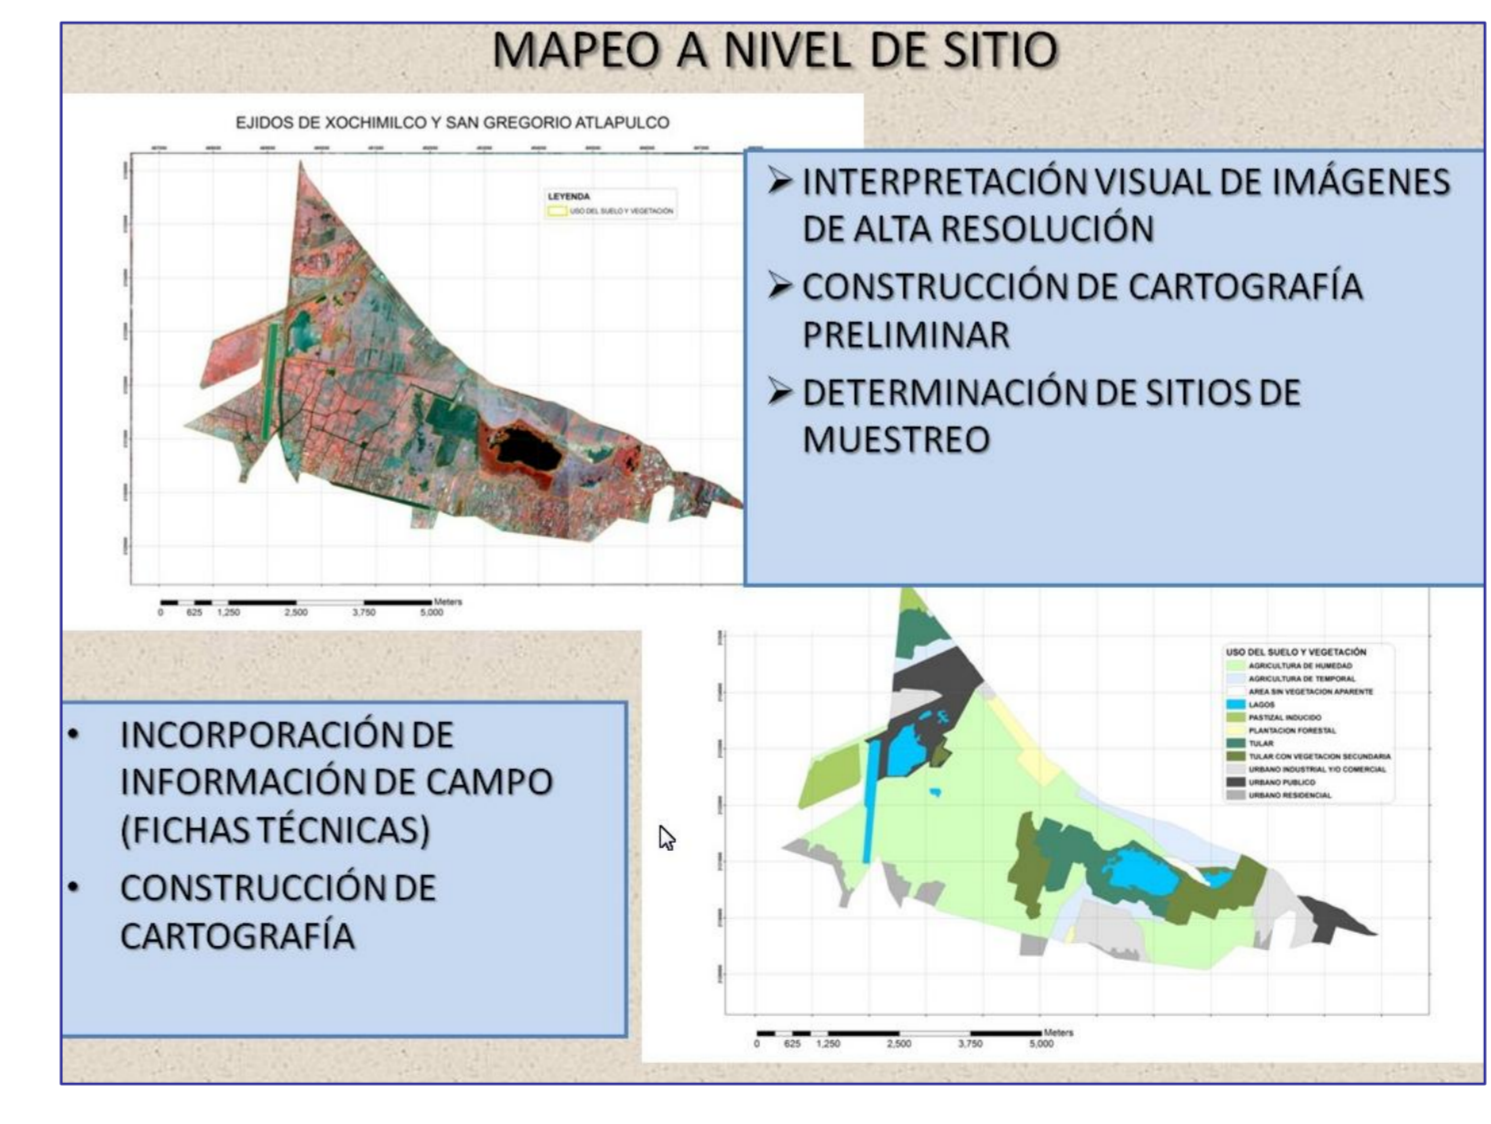 MAPEO A NIVEL DE SITIO
EJIDOS DE XOCHIMILCO Y SAN GREGORIO ATLAPULCO
LEYENDA
USO DEL SUELO Y VEGETACIÓN
Meters
0 625 1,250 2,500 3,750 5,000
➢ INTERPRETACIÓN VISUAL DE IMÁGENES
DE ALTA RESOLUCIÓN
➢ CONSTRUCCIÓN DE CARTOGRAFÍA
PRELIMINAR
➢ DETERMINACIÓN DE SITIOS DE
MUESTREO
• INCORPORACIÓN DE
INFORMACIÓN DE CAMPO
(FICHAS TÉCNICAS)
• CONSTRUCCIÓN DE
CARTOGRAFÍA
USO DEL SUELO Y VEGETACIÓN
AGRICULTURA DE HUMEDAD
AGRICULTURA DE TEMPORAL
AREA SIN VEGETACION APARENTE
LAGOS
PASTIZAL INDUCIDO
PLANTACION FORESTAL
TULAR
TULAR CON VEGETACION SECUNDARIA
URBANO INDUSTRIAL Y/O COMERCIAL
URBANO PUBLICO
URBANO RESIDENCIAL
Meters
0 625 1,250 2,500 3,750 5,000